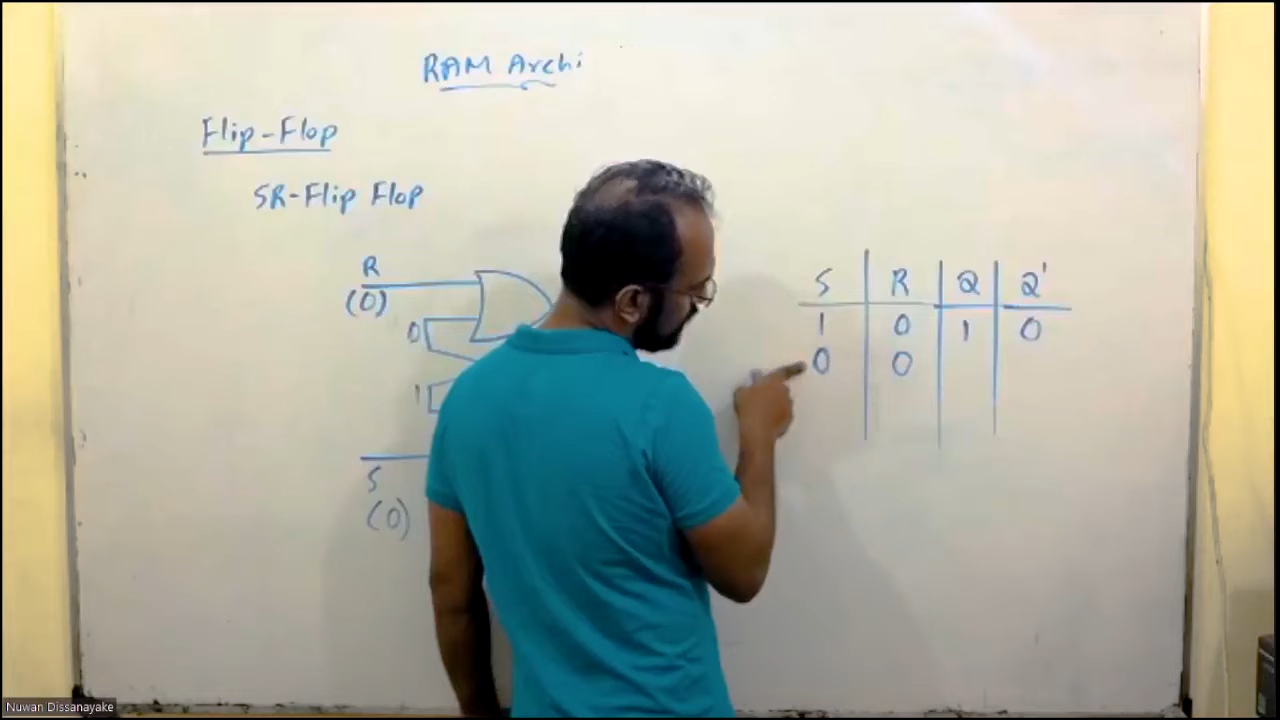 RAM Archi
Flip-Flop
SR-Flip Flop
R
(0)
0
1
S
(0)
S R Q Q'
1 0 1 0
0 0
Nuwan Dissanayake